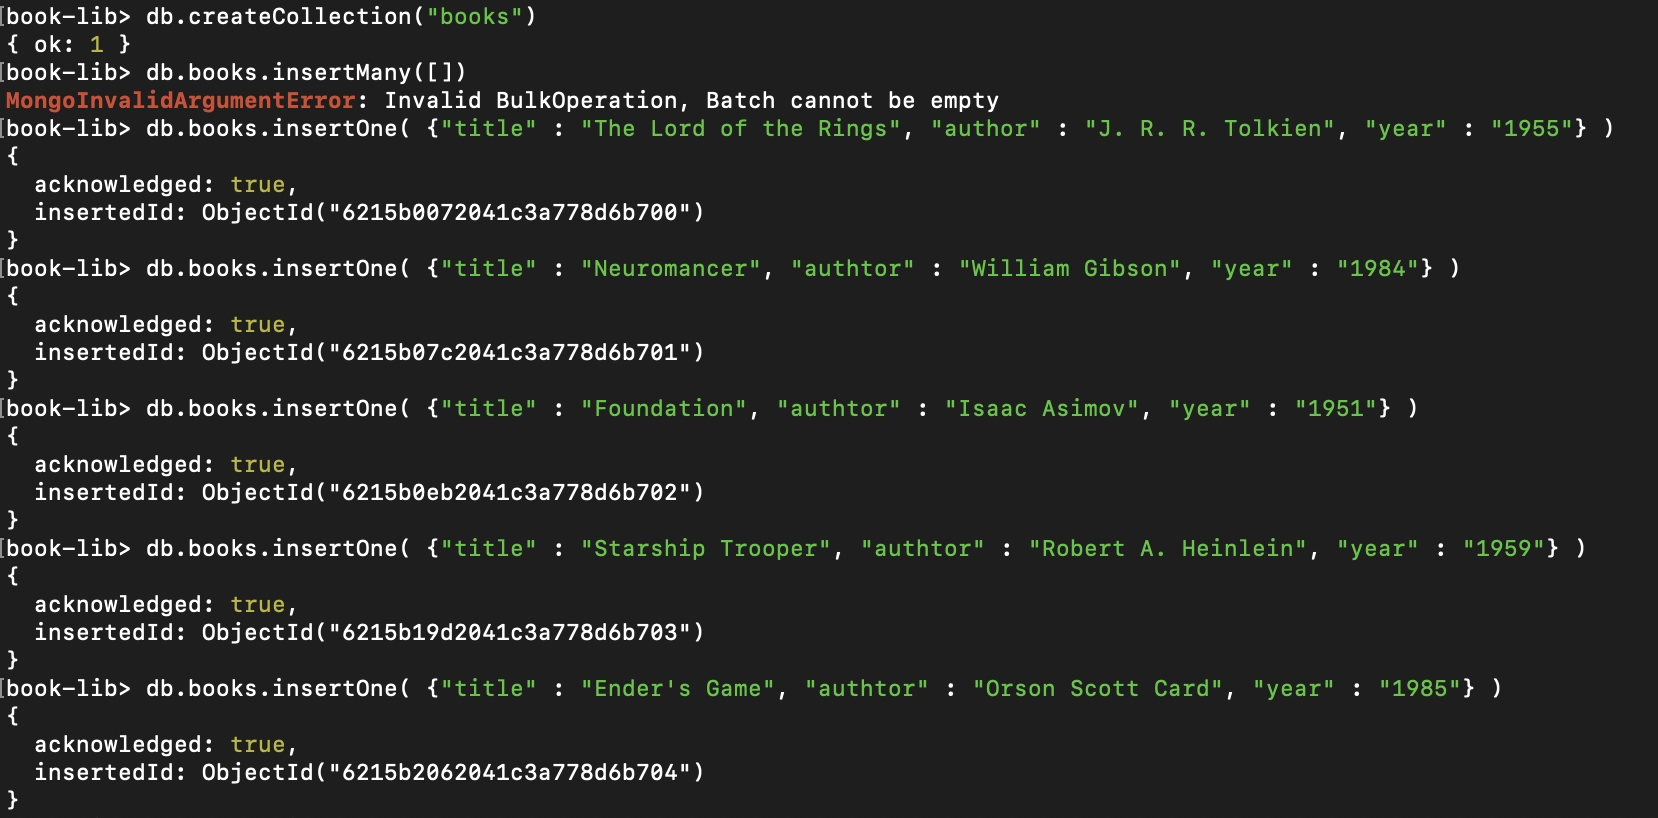 [book-lib> db.createCollection("books")
{ ok: 1 }
[book-lib> db.books.insertMany([])
MongoInvalidArgumentError: Invalid BulkOperation, Batch cannot be empty
[book-lib> db.books.insertOne( {"title" : "The Lord of the Rings", "author" : "J. R. R. Tolkien", "year" : "1955"} )
{
  acknowledged: true,
  insertedId: ObjectId("6215b0072041c3a778d6b700")
}
[book-lib> db.books.insertOne( {"title" : "Neuromancer", "authtor" : "William Gibson", "year" : "1984"} )
{
  acknowledged: true,
  insertedId: ObjectId("6215b07c2041c3a778d6b701")
}
[book-lib> db.books.insertOne( {"title" : "Foundation", "authtor" : "Isaac Asimov", "year" : "1951"} )
{
  acknowledged: true,
  insertedId: ObjectId("6215b0eb2041c3a778d6b702")
}
[book-lib> db.books.insertOne( {"title" : "Starship Trooper", "authtor" : "Robert A. Heinlein", "year" : "1959"} )
{
  acknowledged: true,
  insertedId: ObjectId("6215b19d2041c3a778d6b703")
}
[book-lib> db.books.insertOne( {"title" : "Ender's Game", "authtor" : "Orson Scott Card", "year" : "1985"} )
{
  acknowledged: true,
  insertedId: ObjectId("6215b2062041c3a778d6b704")
}